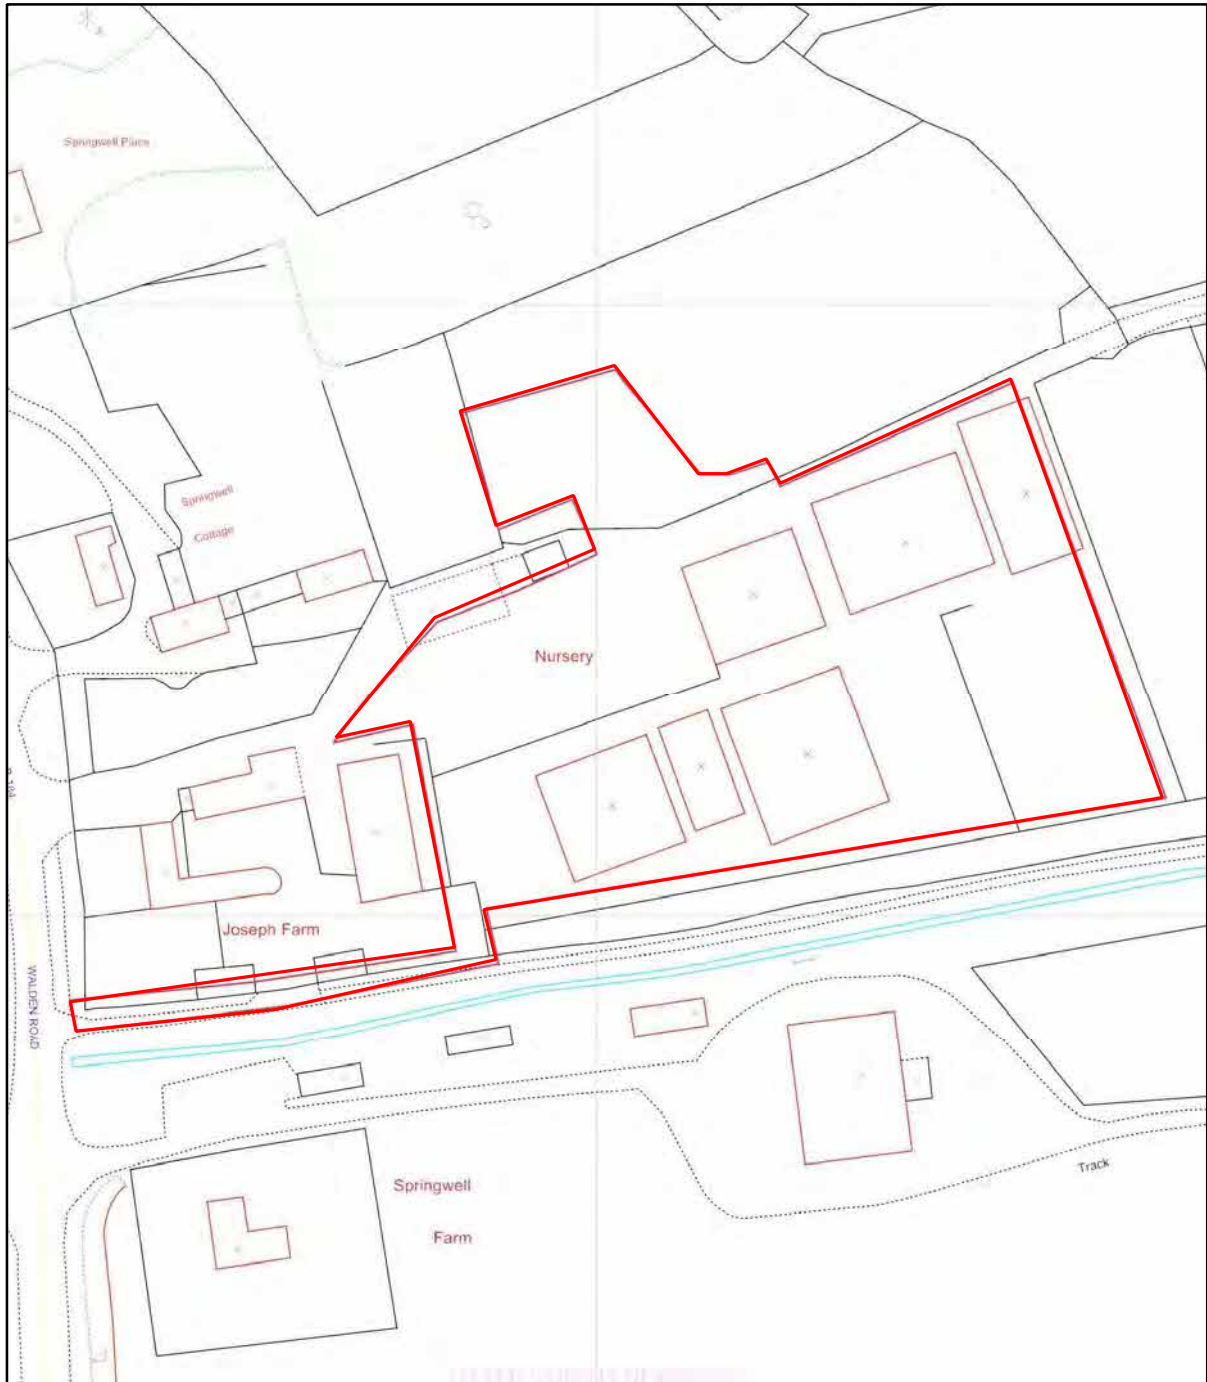 Springwell Place
Springwell
Cottage
Nursery
Joseph Farm
WALDEN ROAD
Springwell
Farm
Track